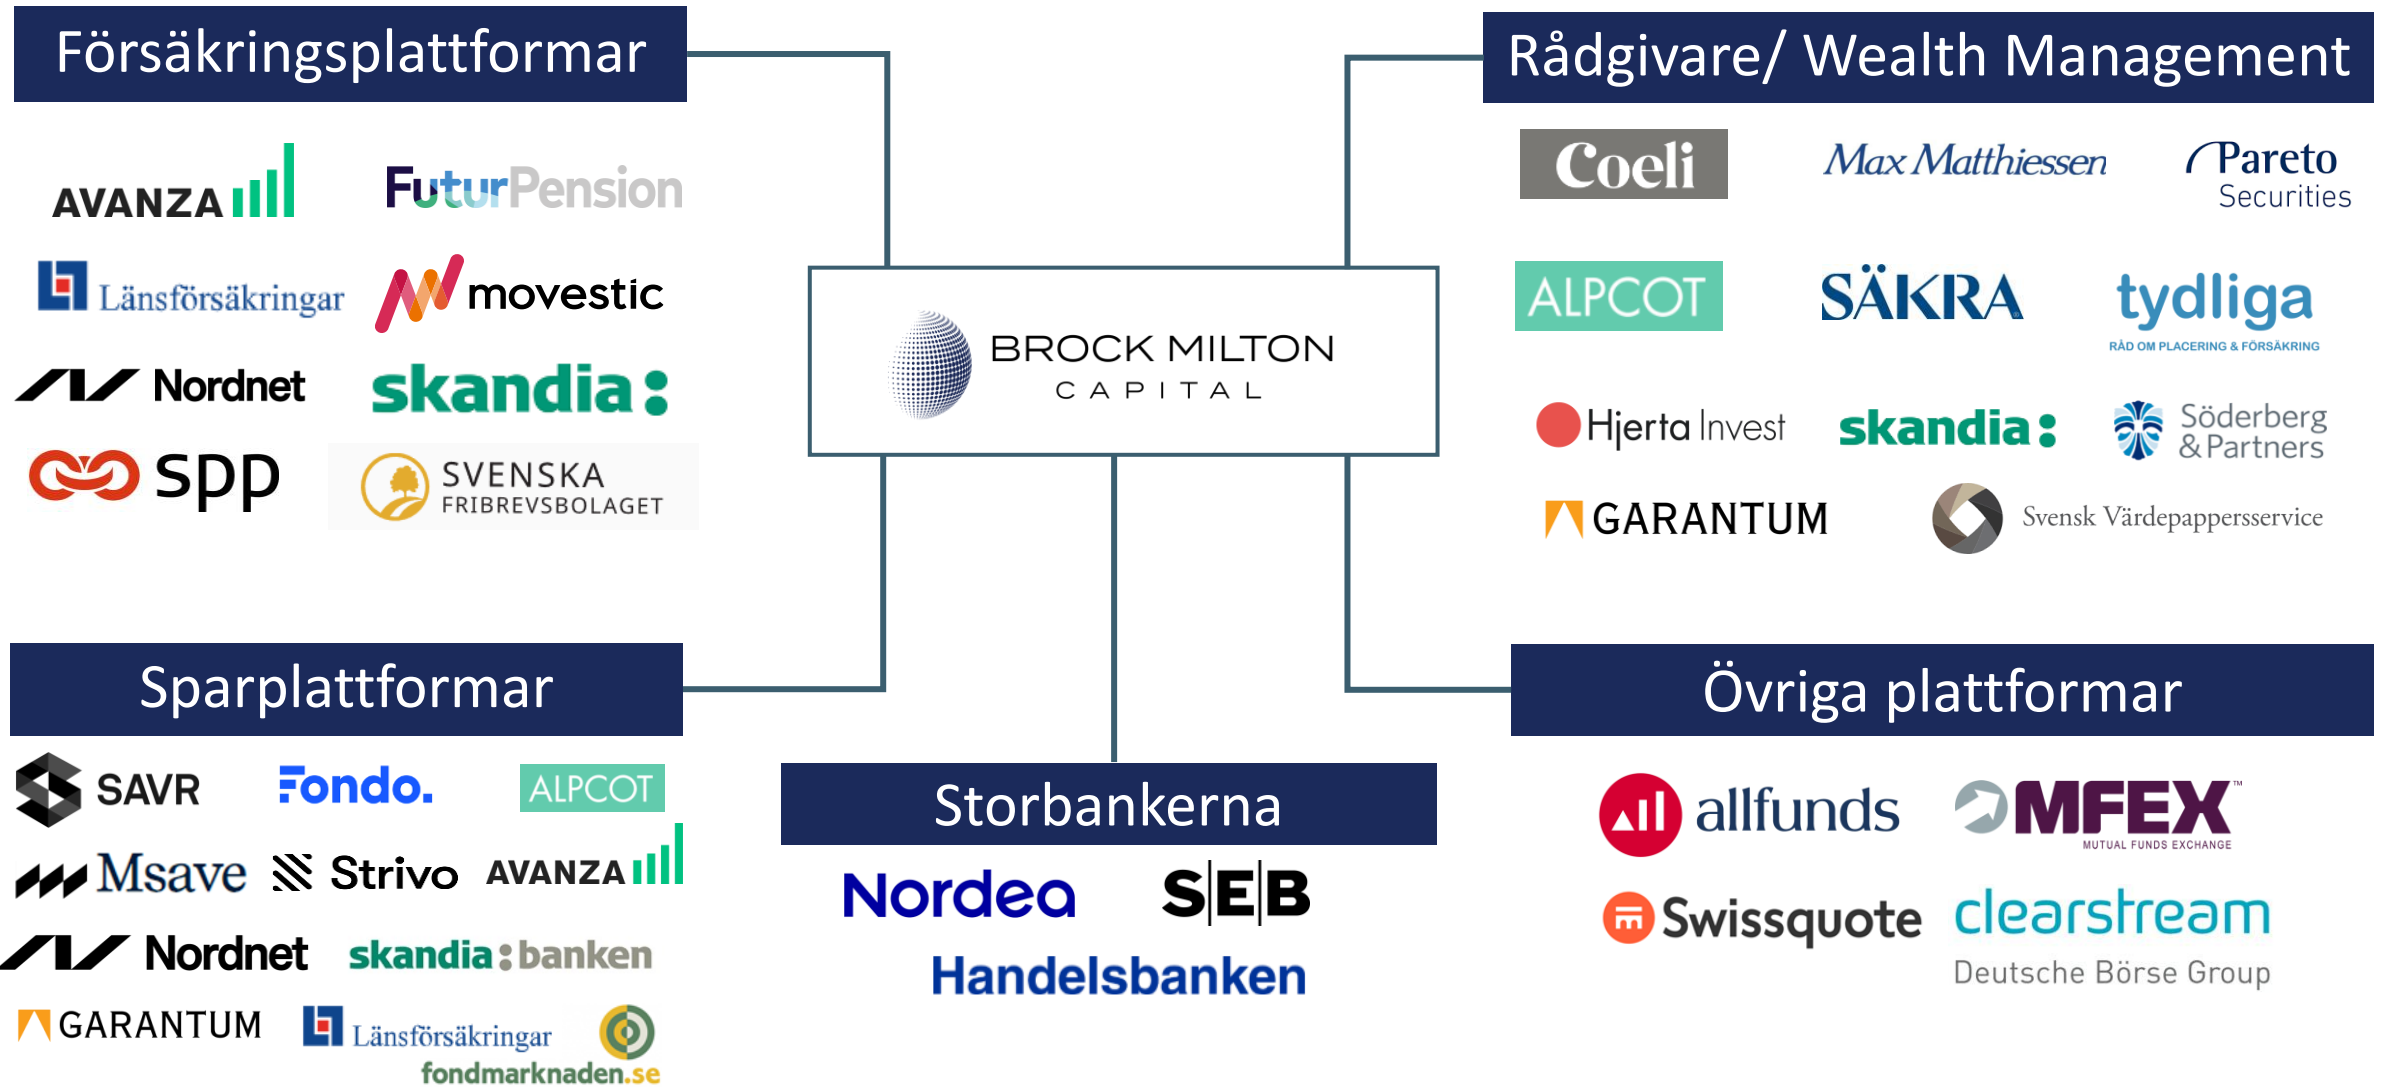 Försäkringsplattformar
AVANZA
FuturPension
Länsförsäkringar
movestic
Nordnet
skandia:
spp
SVENSKA
FRIBREVSBOLAGET
Rådgivare/ Wealth Management
Coeli
Max Matthiessen
Pareto
Securities
ALPCOT
SÄKRA
tydliga
RÅD OM PLACERING & FÖRSÄKRING
Hjerta Invest
skandia:
Söderberg
& Partners
GARANTUM
Svensk Värdepappersservice
BROCK MILTON
CAPITAL
Sparplattformar
SAVR
Fondo.
ALPCOT
Msave
Strivo
AVANZA
Nordnet
skandia:banken
GARANTUM
Länsförsäkringar
fondmarknaden.se
Storbankerna
Nordea
S|E|B
Handelsbanken
Övriga plattformar
allfunds
MFEX™
MUTUAL FUNDS EXCHANGE
Swissquote
clearstream
Deutsche Börse Group